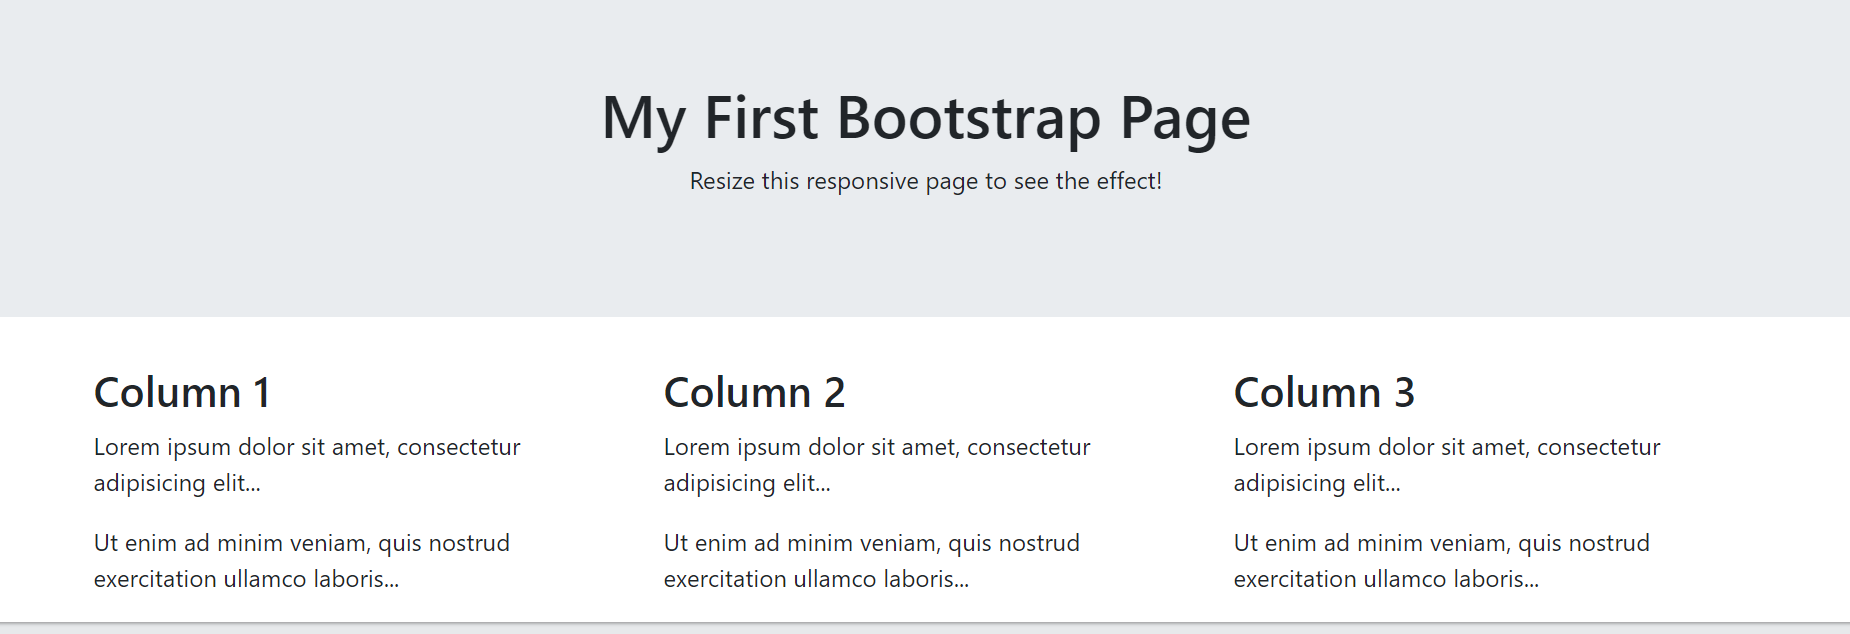 My First Bootstrap Page
Resize this responsive page to see the effect!
Column 1
Lorem ipsum dolor sit amet, consectetur
adipisicing elit...
Ut enim ad minim veniam, quis nostrud
exercitation ullamco laboris...
Column 2
Lorem ipsum dolor sit amet, consectetur
adipisicing elit...
Ut enim ad minim veniam, quis nostrud
exercitation ullamco laboris...
Column 3
Lorem ipsum dolor sit amet, consectetur
adipisicing elit...
Ut enim ad minim veniam, quis nostrud
exercitation ullamco laboris...